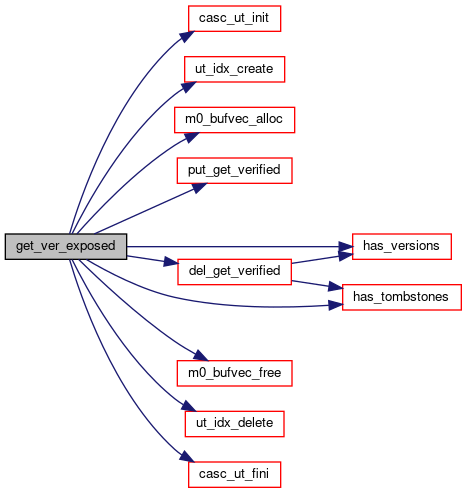 casc_ut_init
ut_idx_create
m0_bufvec_alloc
put_get_verified
get_ver_exposed
has_versions
del_get_verified
has_tombstones
m0_bufvec_free
ut_idx_delete
casc_ut_fini